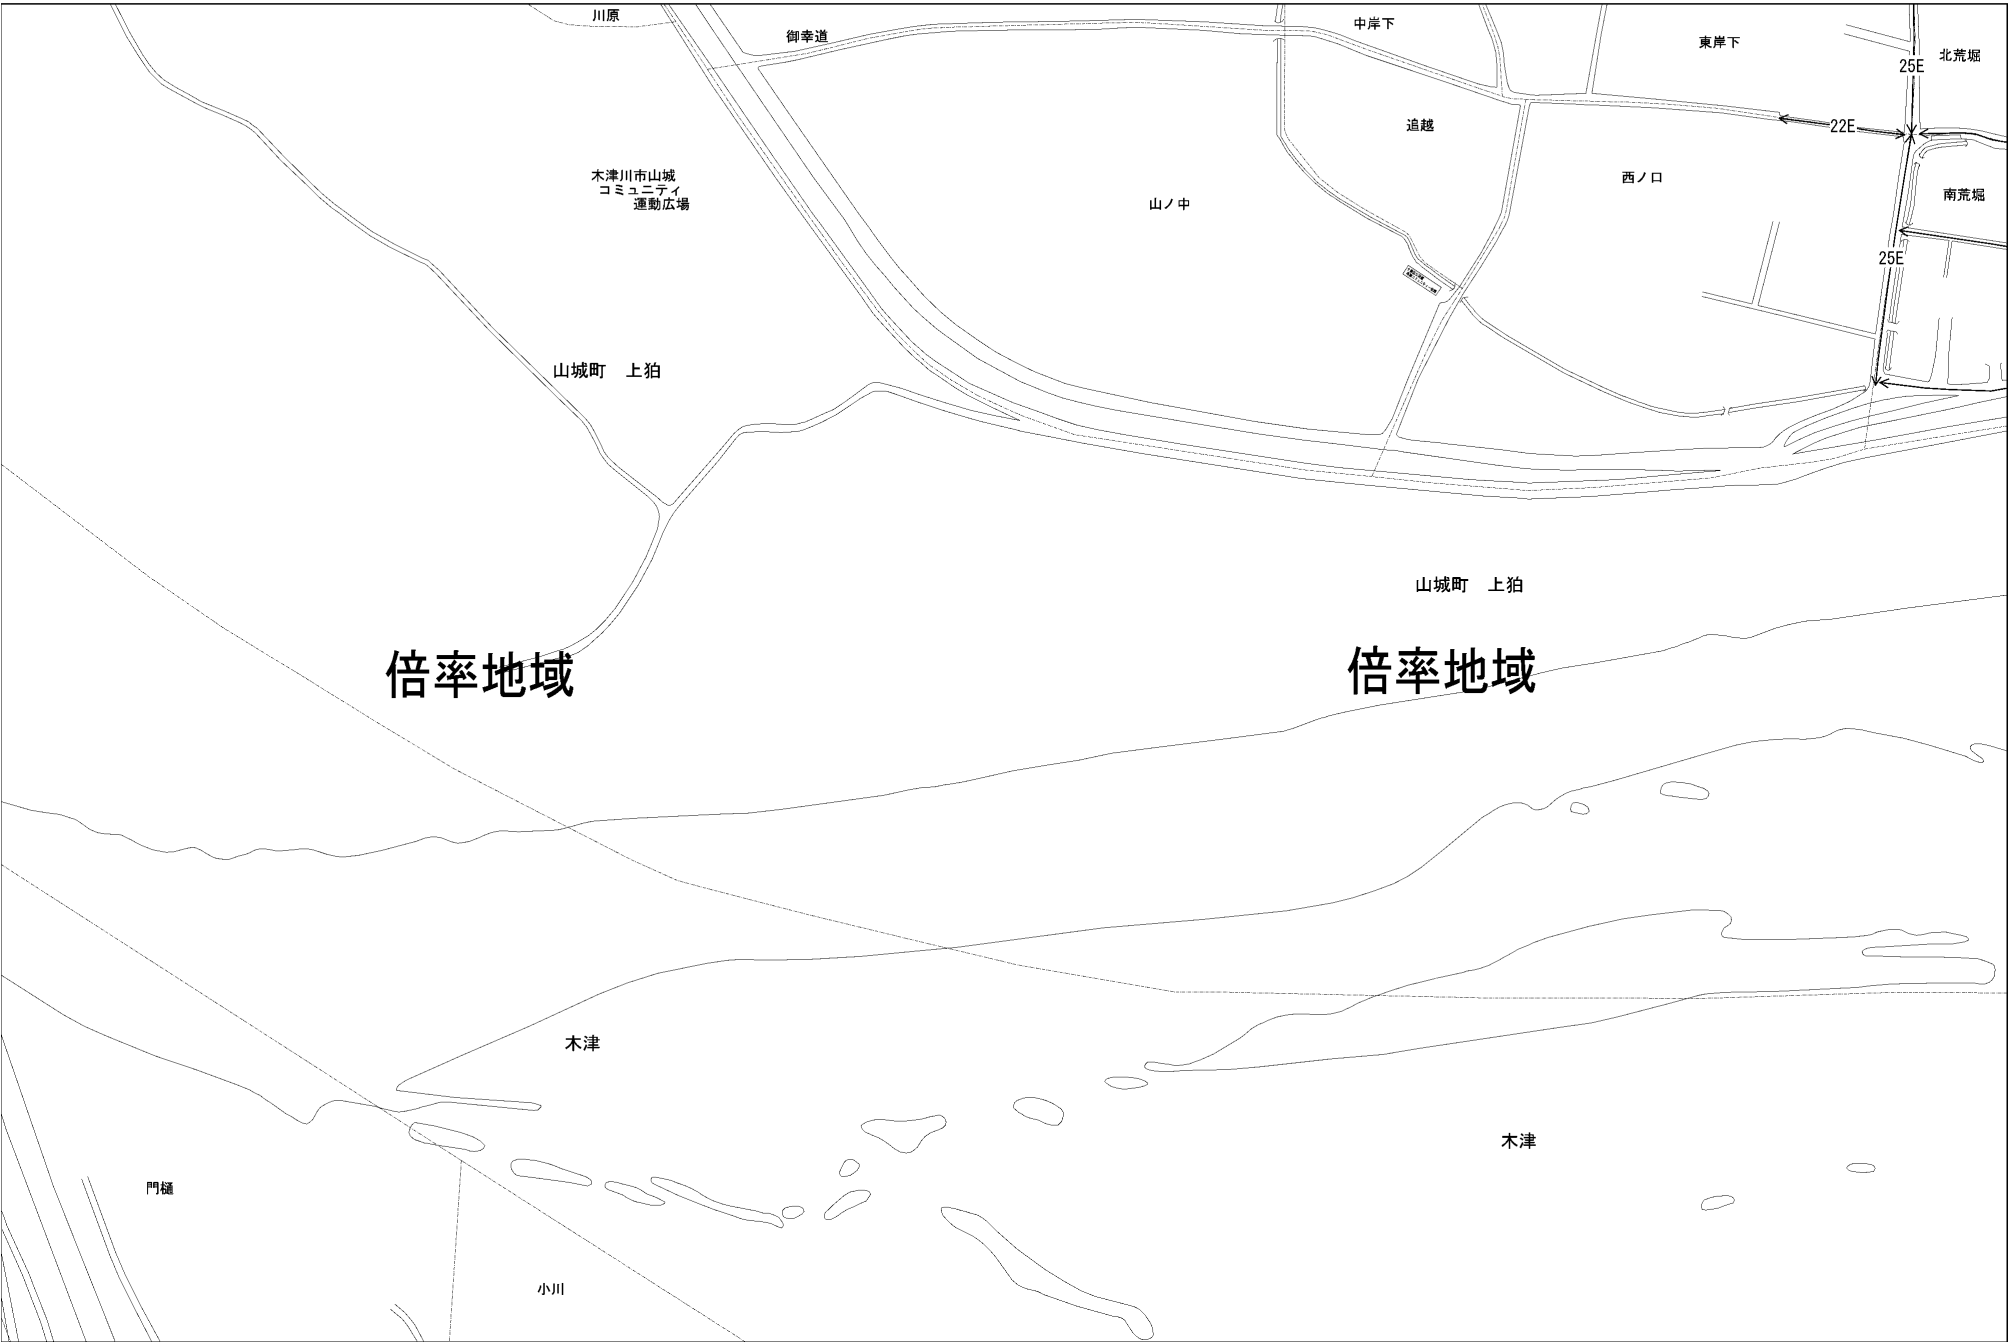 川原
御幸道
中岸下
東岸下
北荒堀
25E
追越
22E
木津川市山城
コミュニティ
運動広場
山ノ中
西ノ口
南荒堀
25E
山城町　上狛
山城町　上狛
倍率地域
倍率地域
木津
木津
門樋
小川